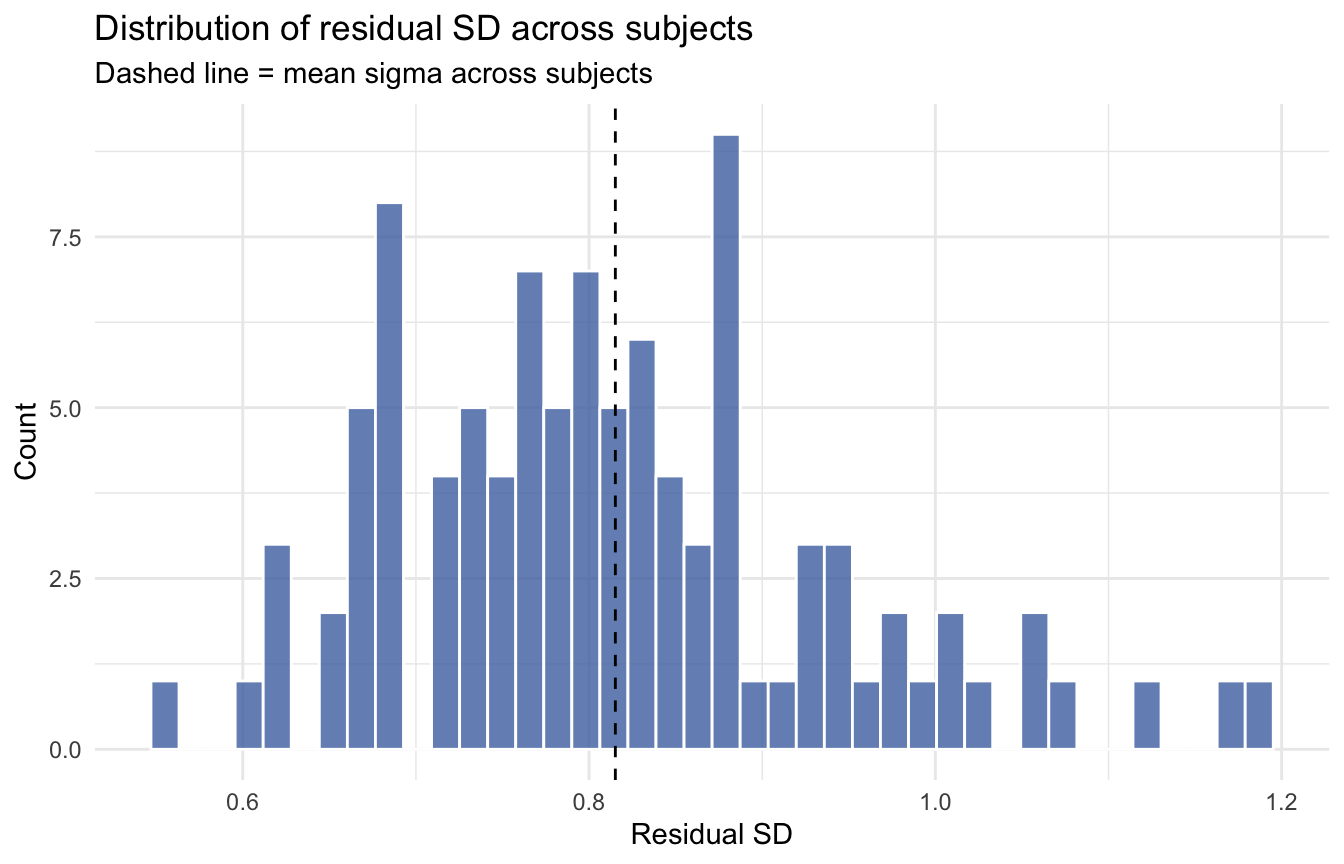 Distribution of residual SD across subjects
Dashed line = mean sigma across subjects
7.5
5.0
2.5
0.0
Count
0.6 0.8 1.0 1.2
Residual SD